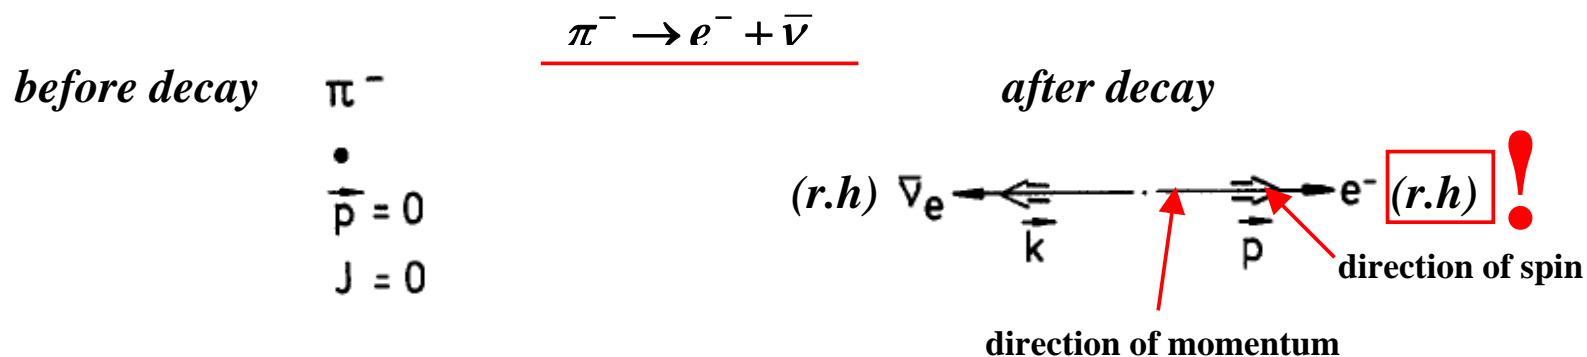 π⁻ → e⁻ + ν̅
before decay π⁻ after decay
(r.h) ν̅ₑ e⁻ (r.h) !
p⃗ = 0
k⃗ p⃗
direction of spin
J = 0
direction of momentum